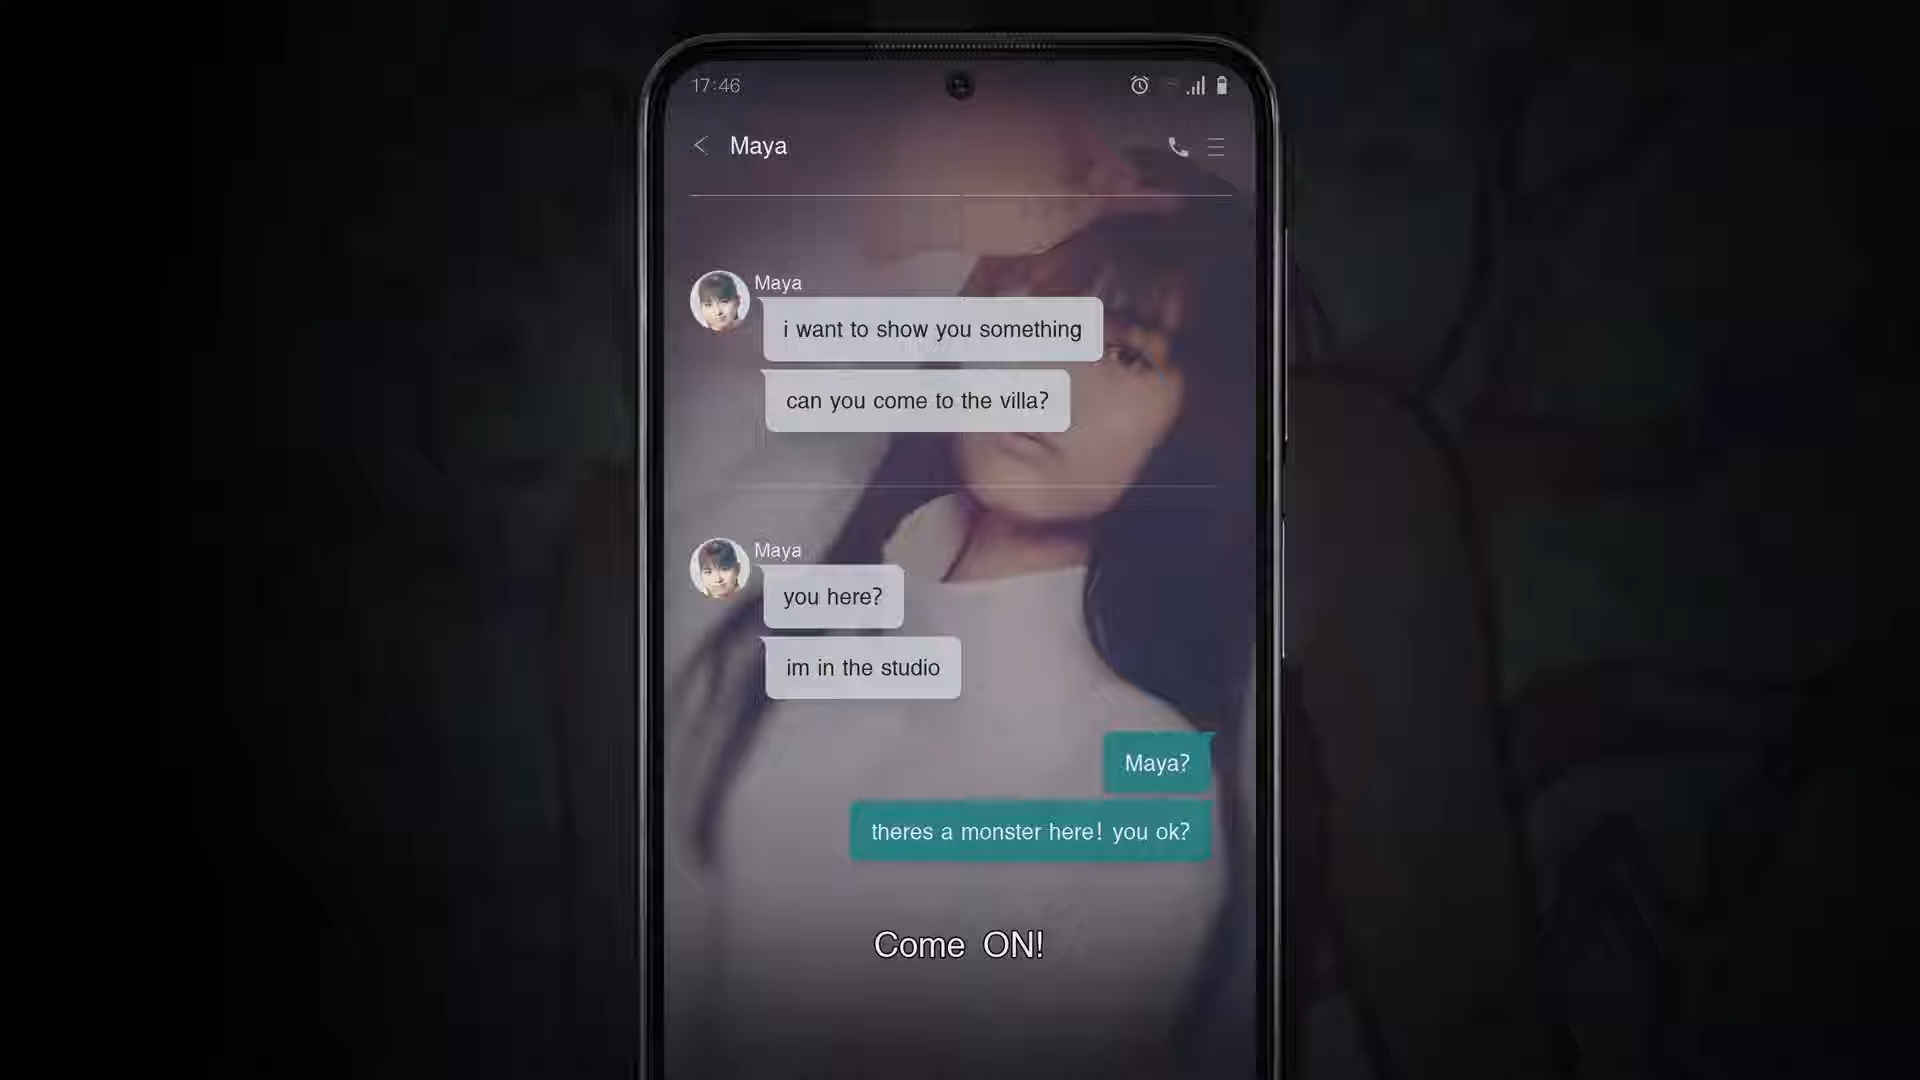 17:46
Maya
Maya
i want to show you something
can you come to the villa?
Maya
you here?
im in the studio
Maya?
theres a monster here! you ok?
Come ON!